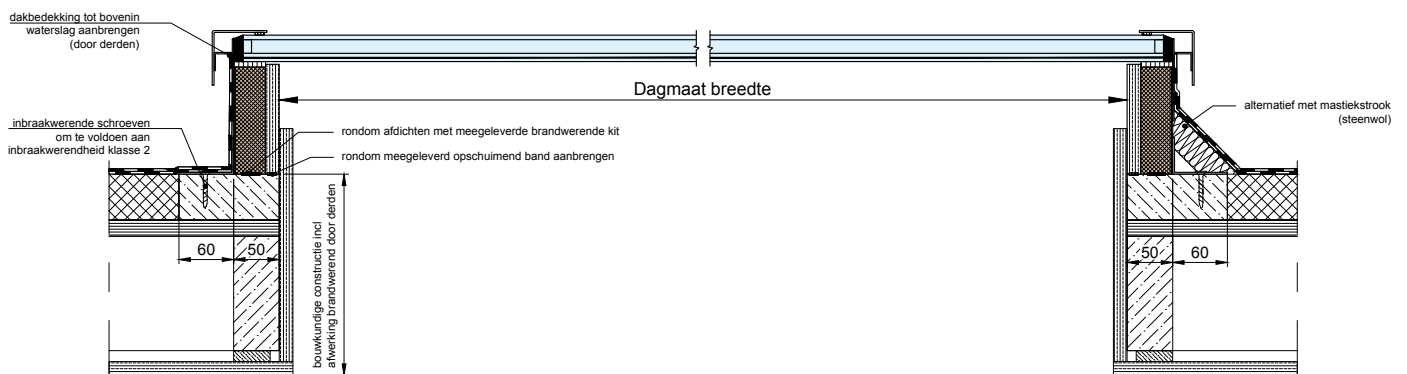 dakbedekking tot bovenin
waterslag aanbrengen
(door derden)
Dagmaat breedte
alternatief met mastiekstrook
(steenwol)
inbraakwerende schroeven
om te voldoen aan
inbraakwerendheid klasse 2
rondom afdichten met meegeleverde brandwerende kit
rondom meegeleverd opschuimend band aanbrengen
60
50
50
60
bouwkundige constructie incl
afwerking brandwerend door derden